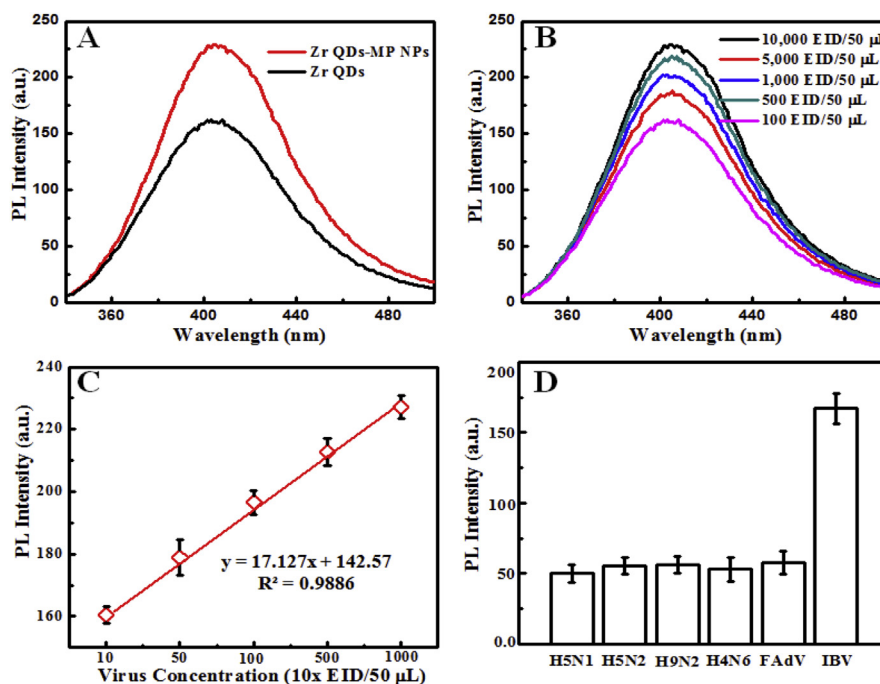 A
Zr QDs-MP NPs
Zr QDs
250
200
150
100
50
0
PL Intensity (a.u.)
360
400
440
Wavelength (nm)
B
10,000 EID/50 µL
5,000 EID/50 µL
1,000 EID/50 µL
500 EID/50 µL
100 EID/50 µL
250
200
150
100
50
0
PL Intensity (a.u.)
360
400
440
480
Wavelength (nm)
C
240
220
200
180
160
PL Intensity (a.u.)
y = 17.127x + 142.57
R² = 0.9886
10
50
100
500
1000
Virus Concentration (10x EID/50 µL)
D
200
150
100
50
0.0
PL Intensity (a.u.)
H5N1
H5N2
H9N2
H4N6
FAdV
IBV